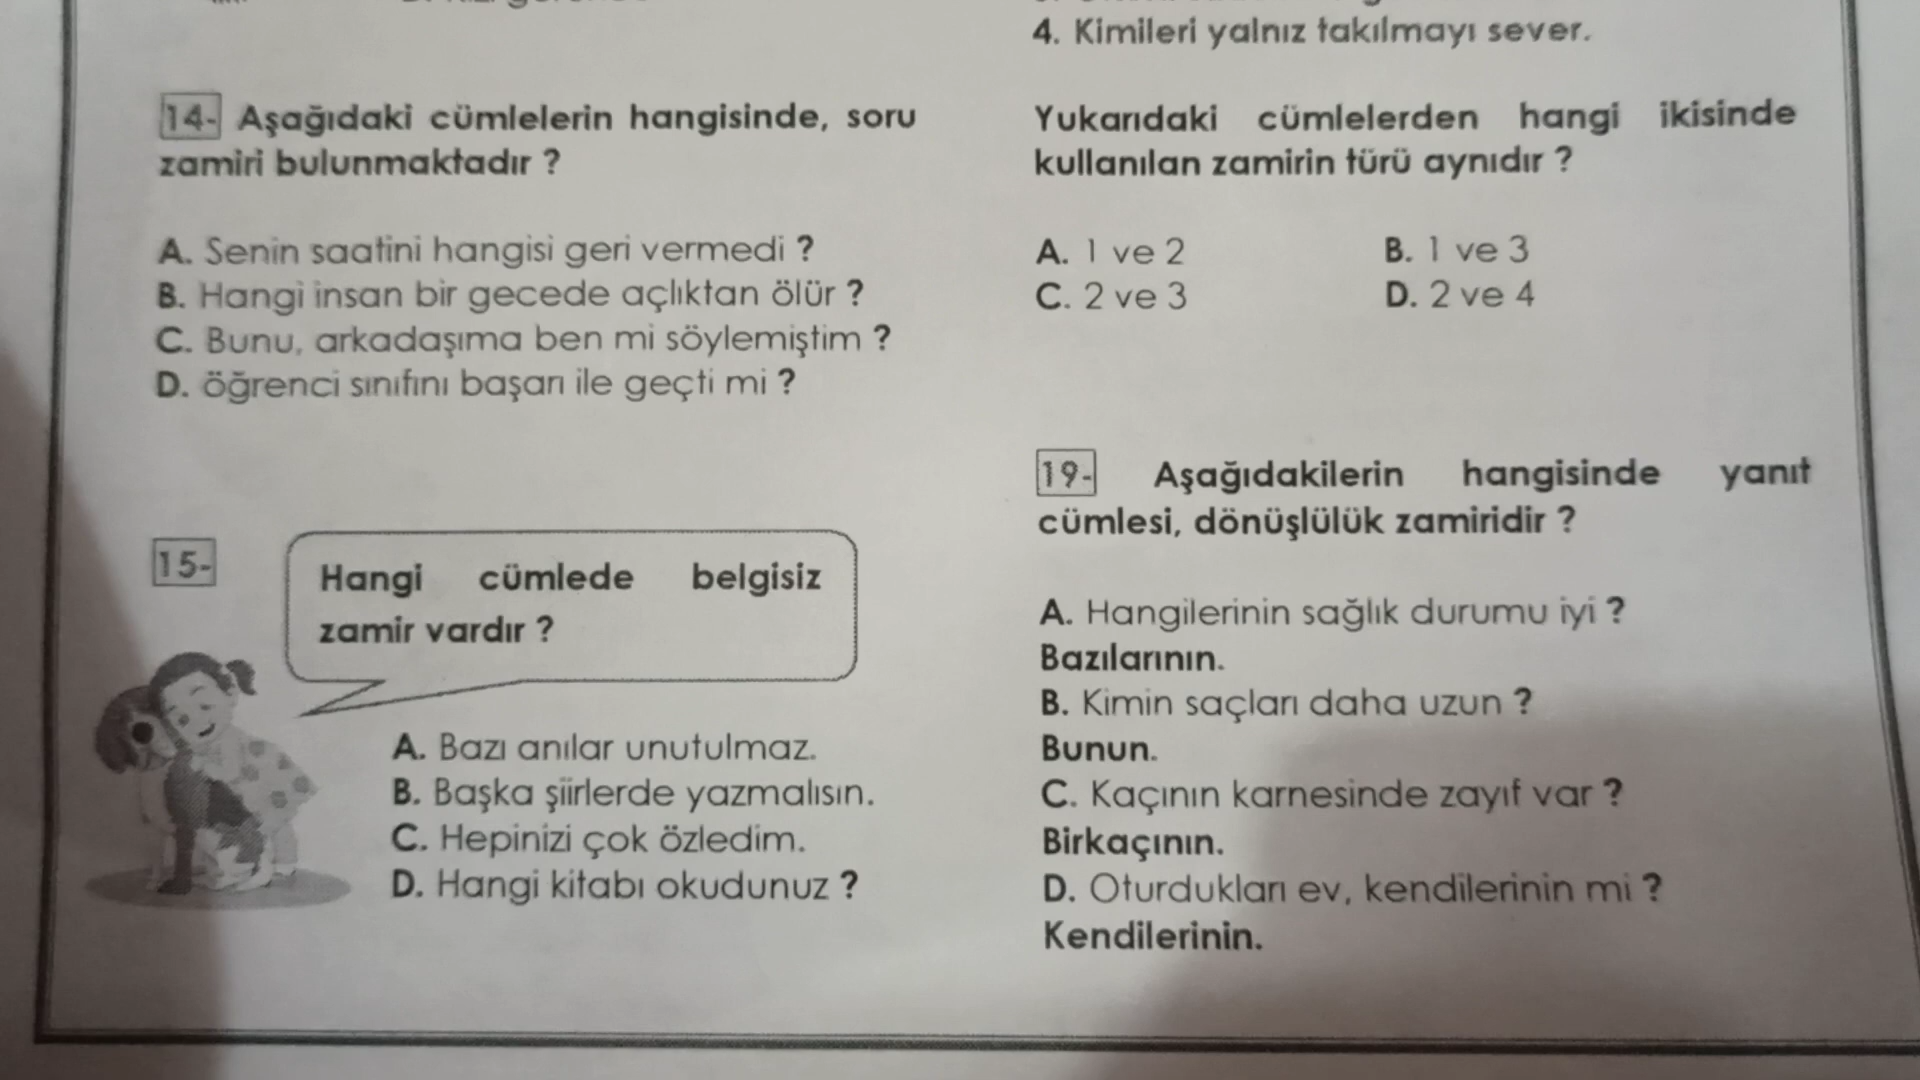 14- Aşağıdaki cümlelerin hangisinde, soru
zamiri bulunmaktadır ?
A. Senin saatini hangisi geri vermedi ?
B. Hangi insan bir gecede açlıktan ölür ?
C. Bunu, arkadaşıma ben mi söylemiştim ?
D. öğrenci sınıfını başarı ile geçti mi ?
15-
Hangi cümlede belgisiz
zamir vardır ?
A. Bazı anılar unutulmaz.
B. Başka şiirlerde yazmalısın.
C. Hepinizi çok özledim.
D. Hangi kitabı okudunuz ?
4. Kimileri yalnız takılmayı sever.
Yukarıdaki cümlelerden hangi ikisinde
kullanılan zamirin türü aynıdır ?
A. 1 ve 2 B. 1 ve 3
C. 2 ve 3 D. 2 ve 4
19- Aşağıdakilerin hangisinde yanıt
cümlesi, dönüşlülük zamiridir ?
A. Hangilerinin sağlık durumu iyi ?
Bazılarının.
B. Kimin saçları daha uzun ?
Bunun.
C. Kaçının karnesinde zayıf var ?
Birkaçının.
D. Oturdukları ev, kendilerinin mi ?
Kendilerinin.